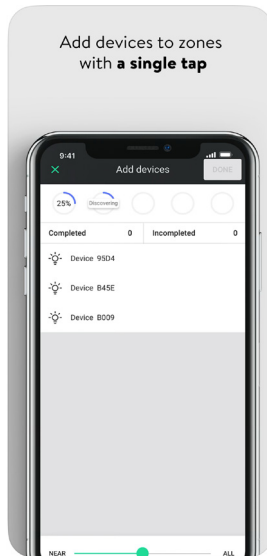 Add devices to zones
with a single tap
9:41
Add devices
DONE
25%
Discovering
Completed 0 Incompleted 0
Device 95D4
Device B45E
Device B009
NEAR ALL